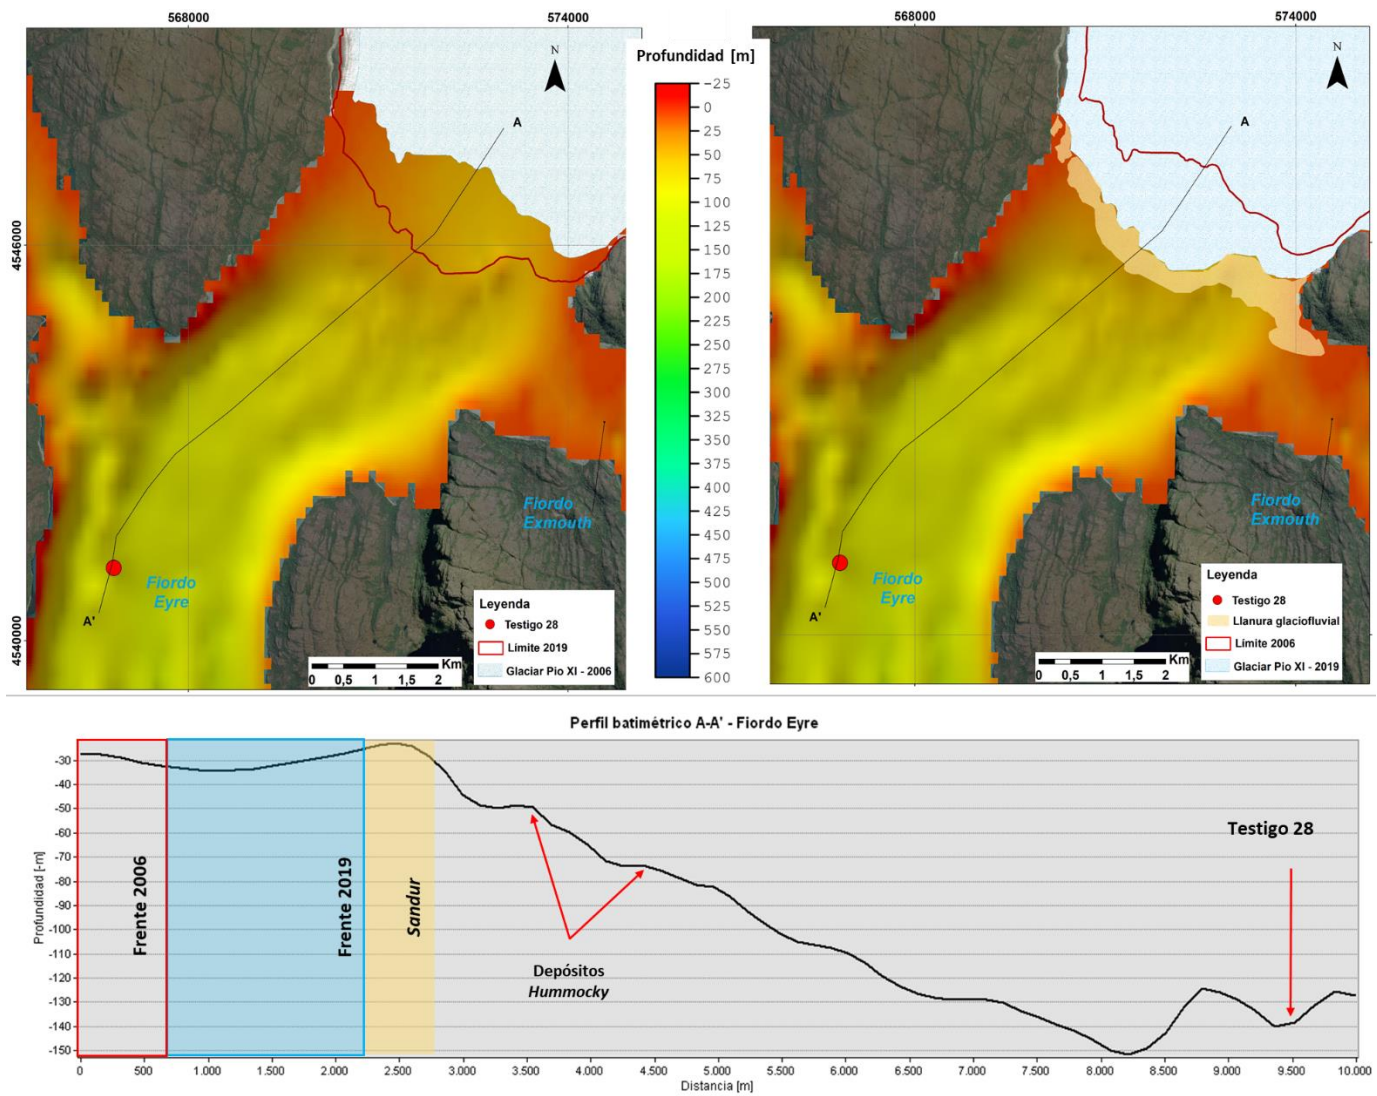 568000
574000
4546000
4540000
N
A
A'
Fiordo
Exmouth
Fiordo
Eyre
Leyenda
Testigo 28
Límite 2019
Glaciar Pio XI - 2006
Km
0 0,5 1 2
Profundidad [m]
-25
0
25
50
75
100
125
150
175
200
225
250
275
300
325
350
375
400
425
450
475
500
525
550
575
600
568000
574000
N
A
A'
Fiordo
Exmouth
Fiordo
Eyre
Leyenda
Testigo 28
Llanura glaciofluvial
Límite 2006
Glaciar Pio XI - 2019
Km
0 0,5 1 2
Perfil batimétrico A-A' - Fiordo Eyre
Profundidad [-m]
-30
-40
-50
-60
-70
-80
-90
-100
-110
-120
-130
-140
-150
Frente 2006
Frente 2019
Sandur
Depósitos
Hummocky
Testigo 28
0 500 1.000 1.500 2.000 2.500 3.000 3.500 4.000 4.500 5.000 5.500 6.000 6.500 7.000 7.500 8.000 8.500 9.000 9.500 10.000
Distancia [m]